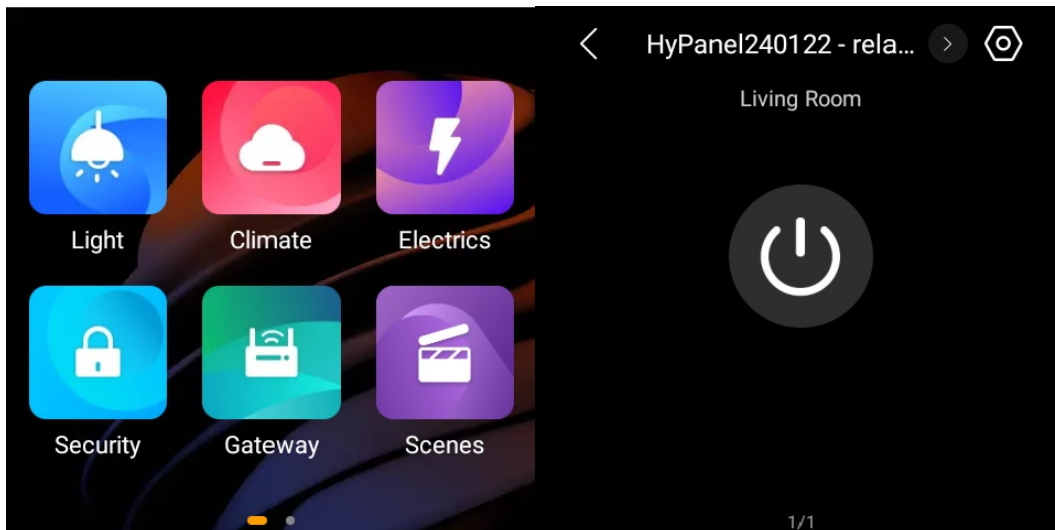 Light Climate Electrics
Security Gateway Scenes
HyPanel240122 - rela...
Living Room
1/1